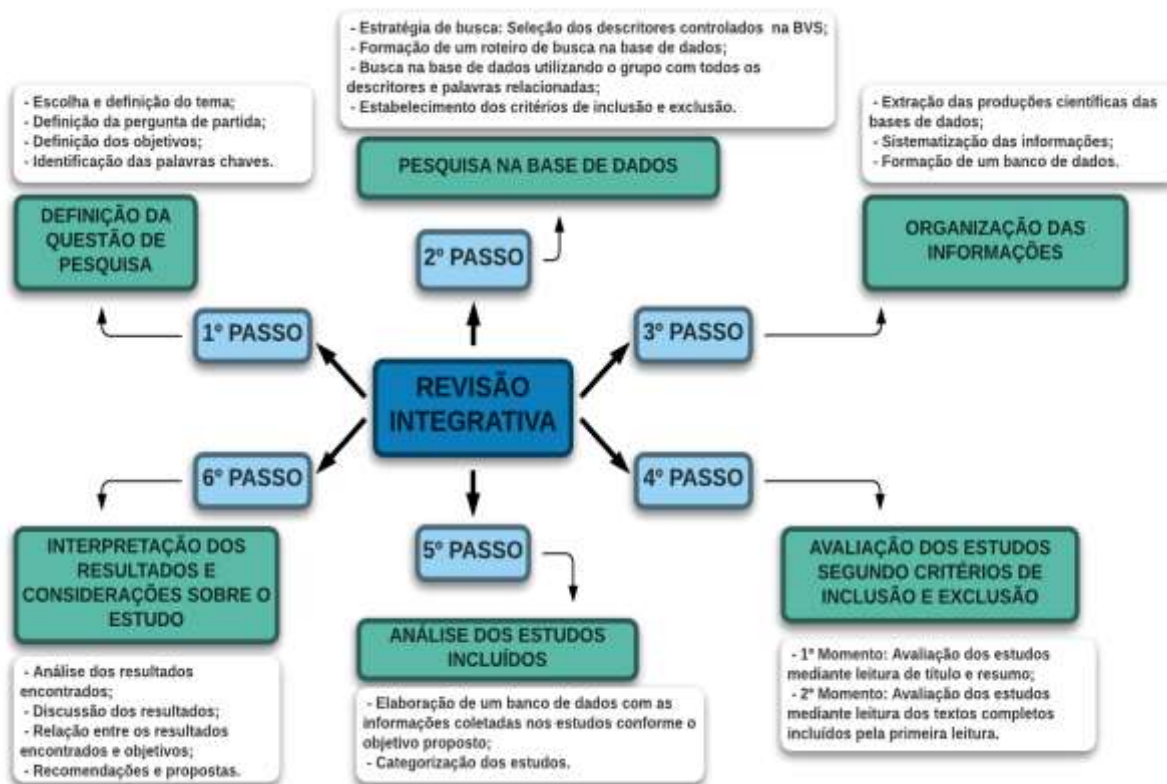 - Escolha e definição do tema;
- Definição da pergunta de partida;
- Definição dos objetivos;
- Identificação das palavras chaves.
DEFINIÇÃO DA
QUESTÃO DE
PESQUISA
1º PASSO
- Estratégia de busca: Seleção dos descritores controlados na BVS;
- Formação de um roteiro de busca na base de dados;
- Busca na base de dados utilizando o grupo com todos os
descritores e palavras relacionadas;
- Estabelecimento dos critérios de inclusão e exclusão.
PESQUISA NA BASE DE DADOS
2º PASSO
- Extração das produções científicas das
bases de dados;
- Sistematização das informações;
- Formação de um banco de dados.
ORGANIZAÇÃO DAS
INFORMAÇÕES
3º PASSO
REVISÃO
INTEGRATIVA
4º PASSO
AVALIAÇÃO DOS ESTUDOS
SEGUNDO CRITÉRIOS DE
INCLUSÃO E EXCLUSÃO
- 1º Momento: Avaliação dos estudos
mediante leitura de título e resumo;
- 2º Momento: Avaliação dos estudos
mediante leitura dos textos completos
incluídos pela primeira leitura.
5º PASSO
ANÁLISE DOS ESTUDOS
INCLUÍDOS
- Elaboração de um banco de dados com as
informações coletadas nos estudos conforme o
objetivo proposto;
- Categorização dos estudos.
6º PASSO
INTERPRETAÇÃO DOS
RESULTADOS E
CONSIDERAÇÕES SOBRE O
ESTUDO
- Análise dos resultados
encontrados;
- Discussão dos resultados;
- Relação entre os resultados
encontrados e objetivos;
- Recomendações e propostas.